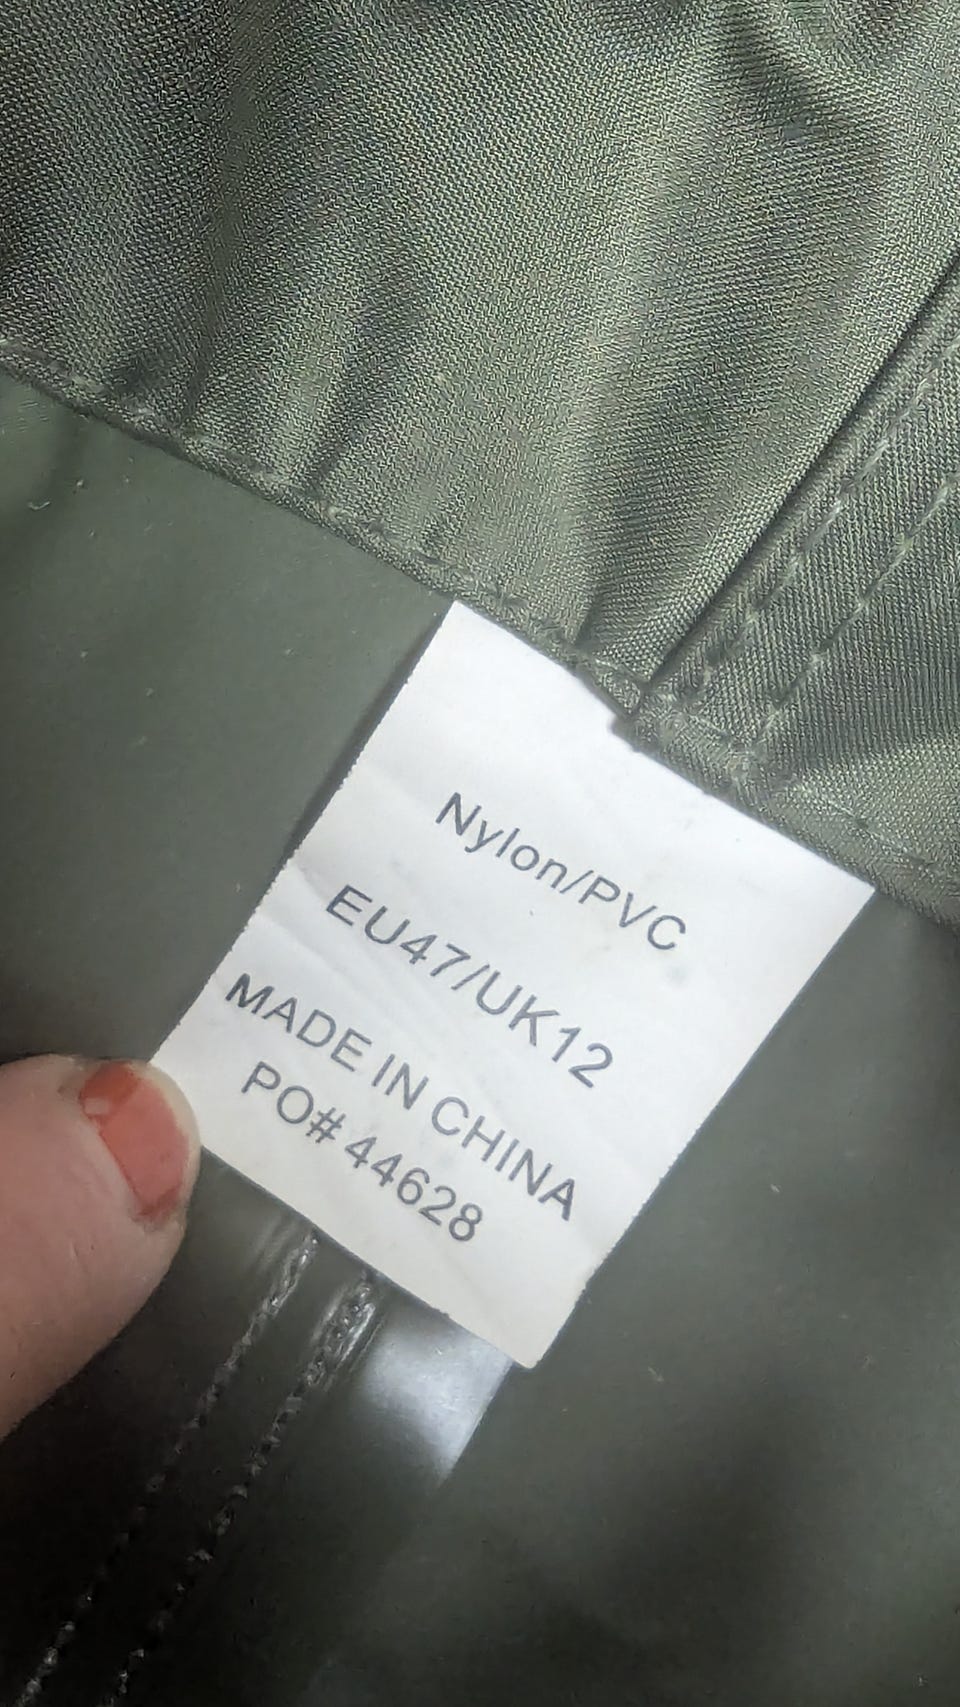 Nylon/PVC
EU47/UK12
MADE IN CHINA
PO#44628